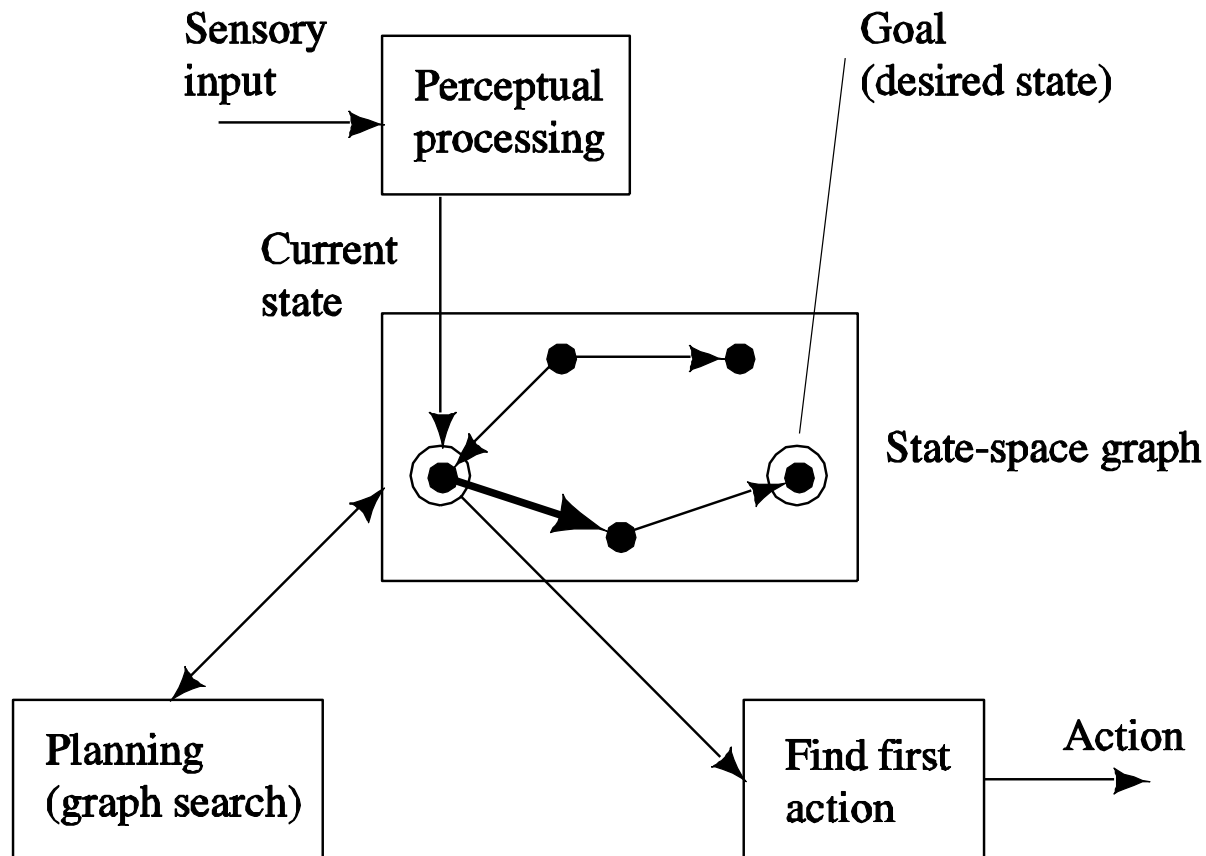 Sensory
input
Perceptual
processing
Goal
(desired state)
Current
state
State-space graph
Planning
(graph search)
Find first
action
Action